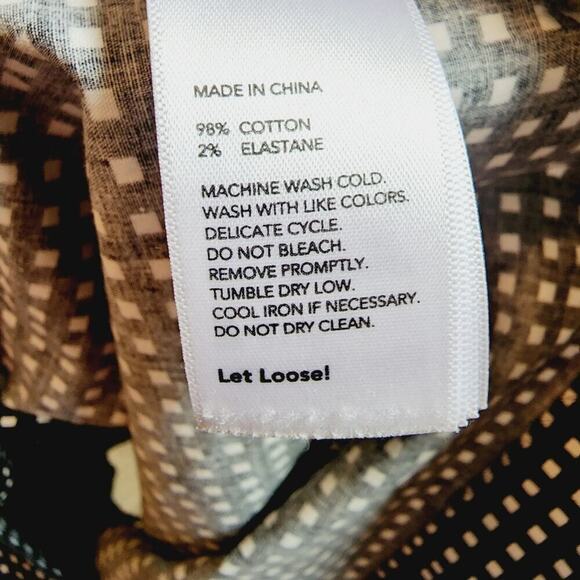 MADE IN CHINA
98% COTTON
2% ELASTANE
MACHINE WASH COLD.
WASH WITH LIKE COLORS.
DELICATE CYCLE.
DO NOT BLEACH.
REMOVE PROMPTLY.
TUMBLE DRY LOW.
COOL IRON IF NECESSARY.
DO NOT DRY CLEAN.
Let Loose!